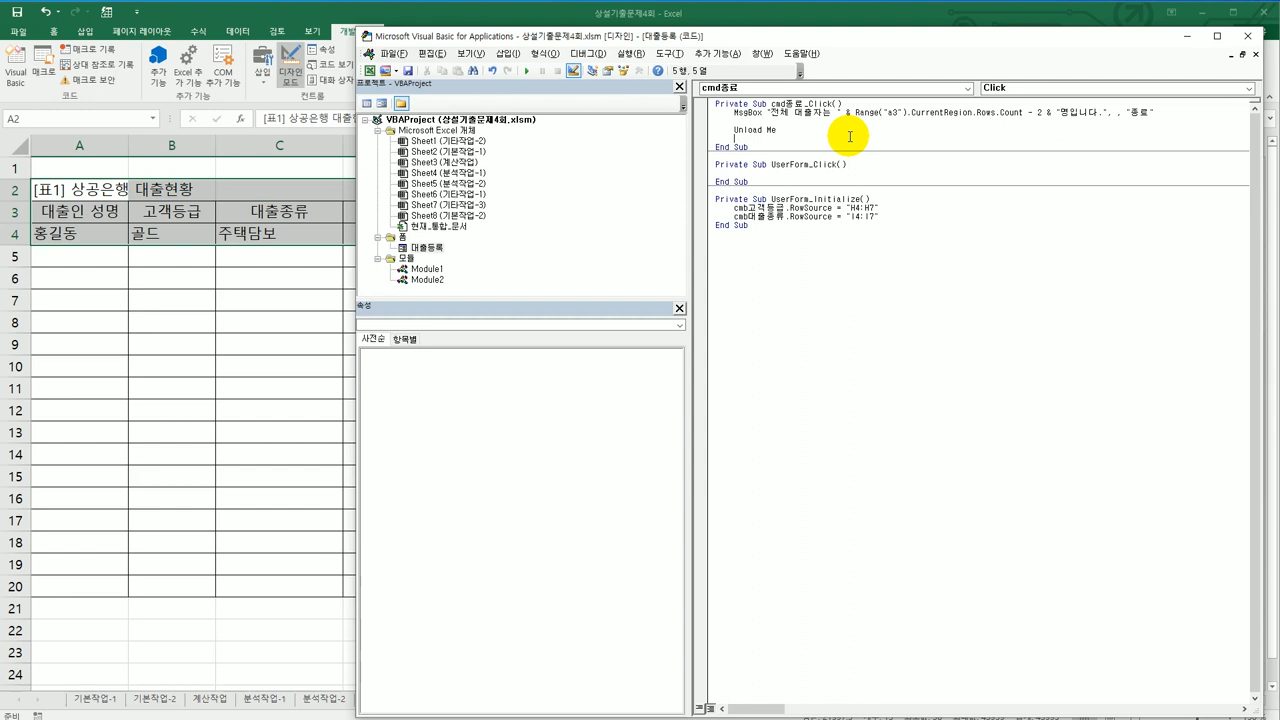 상설기출문제4회 - Excel
파일 홈 삽입 페이지 레이아웃 수식 데이터 검토 보기
Visual Basic
매크로
매크로 기록
상대 참조로 기록
매크로 보안
코드
추가 기능
Excel 추가 기능
COM 추가 기능
추가 기능
삽입
디자인 모드
속성
코드 보기
컨트롤
A2
[표1] 상공은행 대출현
A B C
1
2 [표1] 상공은행 대출현황
3 대출인 성명 고객등급 대출종류
4 홍길동 골드 주택담보
5
6
7
8
9
10
11
12
13
14
15
16
17
18
19
20
21
22
23
24
기본작업-1 기본작업-2 계산작업 분석작업-1 분석작업-2
준비
Microsoft Visual Basic for Applications - 상설기출문제4회.xlsm [디자인] - [대출등록 (코드)]
파일(F) 편집(E) 보기(V) 삽입(I) 형식(O) 디버그(D) 실행(R) 도구(T) 추가 기능(A) 창(W) 도움말(H)
5 행, 5 열
프로젝트 - VBAProject
VBAProject (상설기출문제4회.xlsm)
Microsoft Excel 개체
Sheet1 (기타작업-2)
Sheet2 (기본작업-1)
Sheet3 (계산작업)
Sheet4 (분석작업-1)
Sheet5 (분석작업-2)
Sheet6 (기타작업-1)
Sheet7 (기타작업-3)
Sheet8 (기본작업-2)
현재_통합_문서
폼
대출등록
모듈
Module1
Module2
속성
사전순 항목별
cmd종료 Click
Private Sub cmd종료_Click()
MsgBox "전체 대출자는 " & Range("a3").CurrentRegion.Rows.Count - 2 & "명입니다.", , "종료"
Unload Me
End Sub
Private Sub UserForm_Click()
End Sub
Private Sub UserForm_Initialize()
cmb고객등급.RowSource = "H4:H7"
cmb대출종류.RowSource = "I4:I7"
End Sub